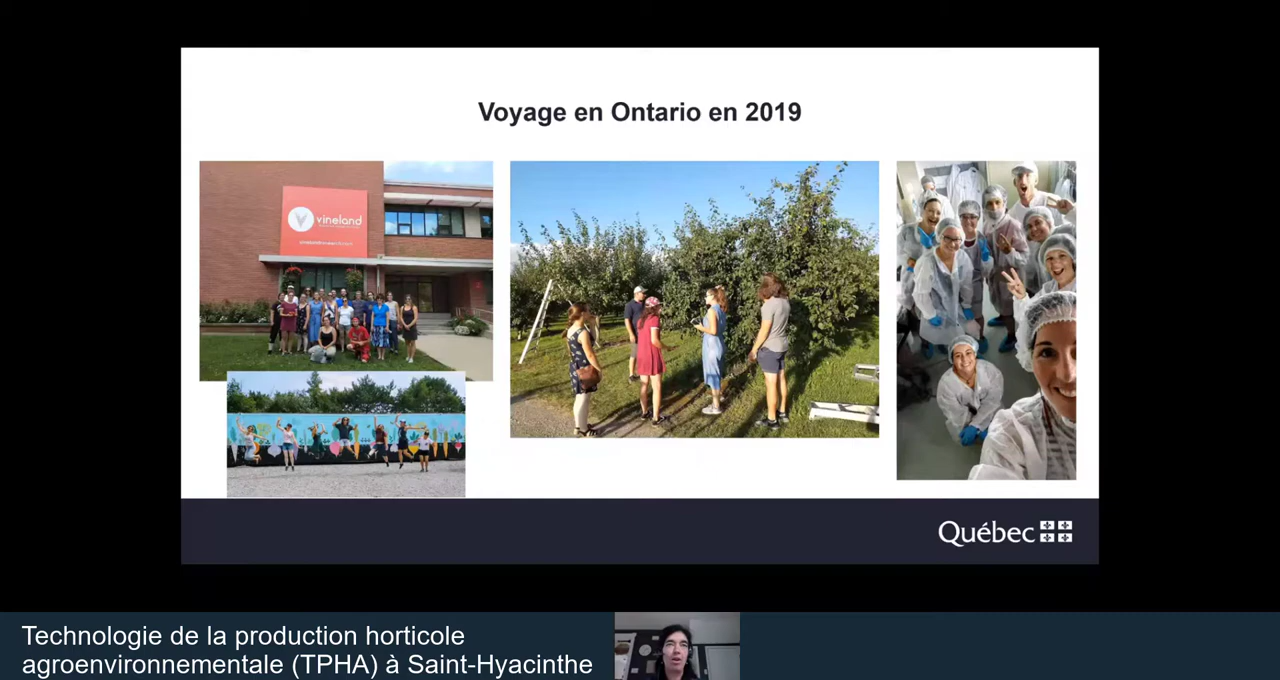 Voyage en Ontario en 2019
vineland
Québec
Technologie de la production horticole
agroenvironnementale (TPHA) à Saint-Hyacinthe